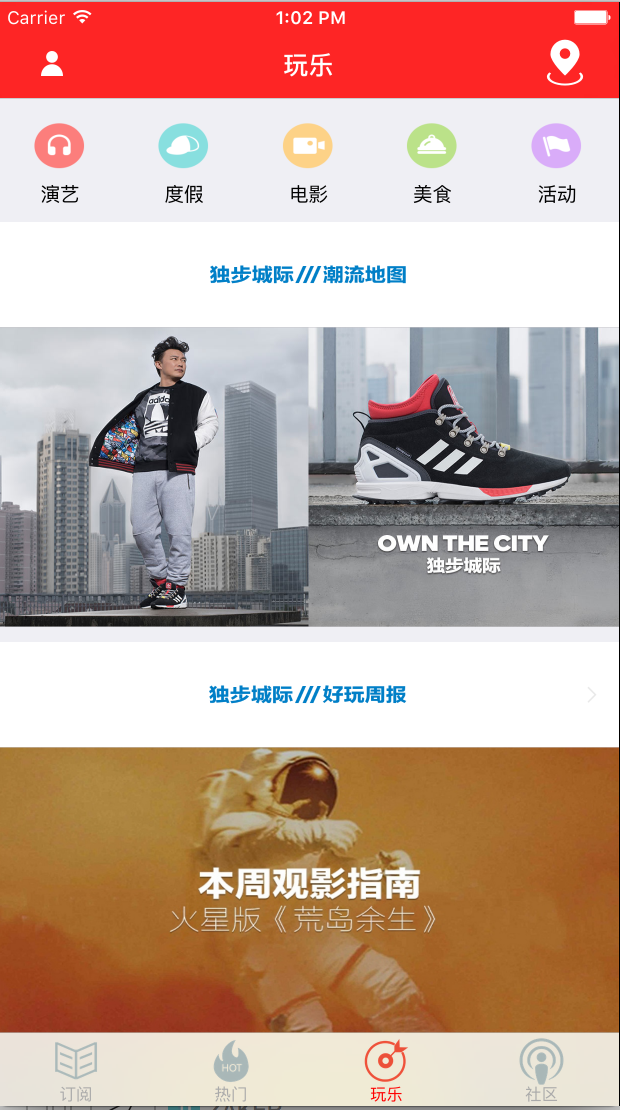 Carrier 1:02 PM
玩乐
演艺 度假 电影 美食 活动
独步城际///潮流地图
adidas
OWN THE CITY
独步城际
独步城际///好玩周报
本周观影指南
火星版《荒岛余生》
HOT
订阅 热门 玩乐 社区